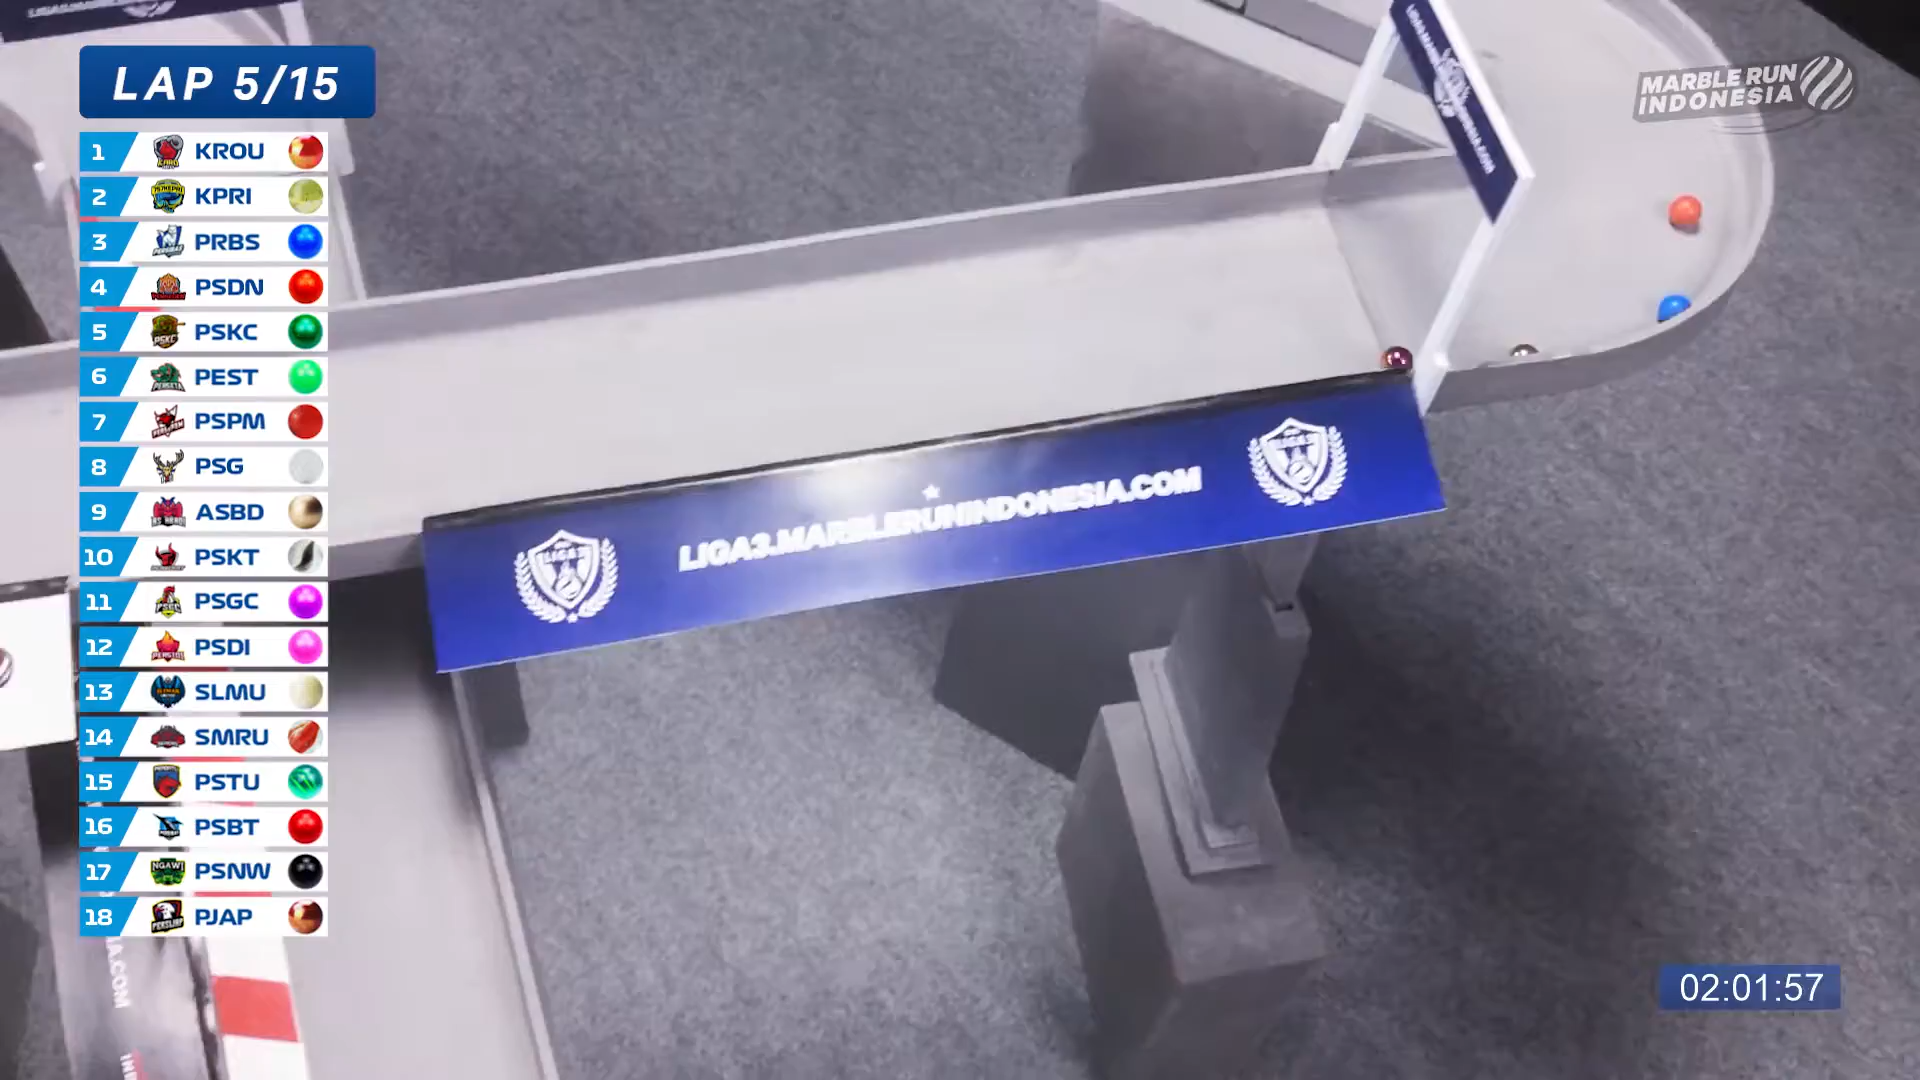 LAP 5/15
MARBLE RUN
INDONESIA
1 KROU
2 KPRI
3 PRBS
4 PSDN
5 PSKC
6 PEST
7 PSPM
8 PSG
9 ASBD
10 PSKT
11 PSGC
12 PSDI
13 SLMU
14 SMRU
15 PSTU
16 PSBT
17 PSNW
18 PJAP
LIGA3.MARBLERUNINDONESIA.COM
LIGA3
LIGA3
02:01:57